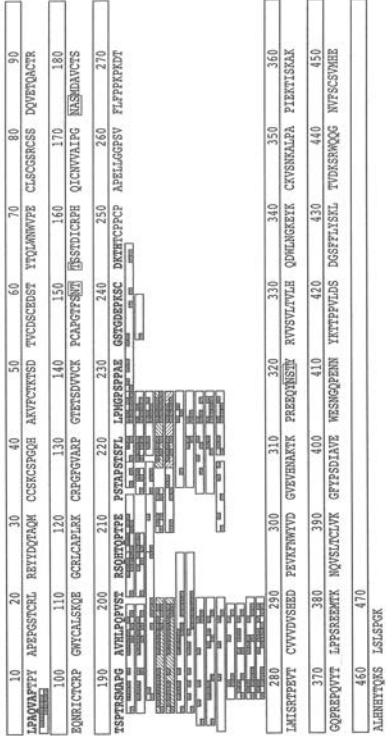 10 20 30 40 50 60 70 80 90
LPAQVAFTPY APEPGSTCRL REYYDQTAQM CCSKCSPGQH AKVFCTKTSD TVCDSCEDST YTQLWNWVPE CLSCGSRCSS DQVETQACTR
100 110 120 130 140 150 160 170 180
EQNRICTCRP GWYCALSKQE GCRLCAPLRK CRPGFGVARP GTETSDVVCK PCAPGTFSNT TSSTDICRPH QICNVVAIPG NASMDAVCTS
190 200 210 220 230 240 250 260 270
TSPTRSMAPG AVHLPQPVST RSQHTQPTPE PSTAPSTSFL LPMGPSPPAE GSTGDEPKSC DKTHTCPPCP APELLGGPSV FLFPPKPKDT
280 290 300 310 320 330 340 350 360
LMISRTPEVT CVVVDVSHED PEVKFNWYVD GVEVHNAKTK PREEQYNSTY RVVSVLTVLH QDWLNGKEYK CKVSNKALPA PIEKTISKAK
370 380 390 400 410 420 430 440 450
GQPREPQVYT LPPSREEMTK NQVSLTCLVK GFYPSDIAVE WESNGQPENN YKTTPPVLDS DGSFFLYSKL TVDKSRWQQG NVFSCSVMHE
460 470
ALHNHYTQKS LSLSPGK